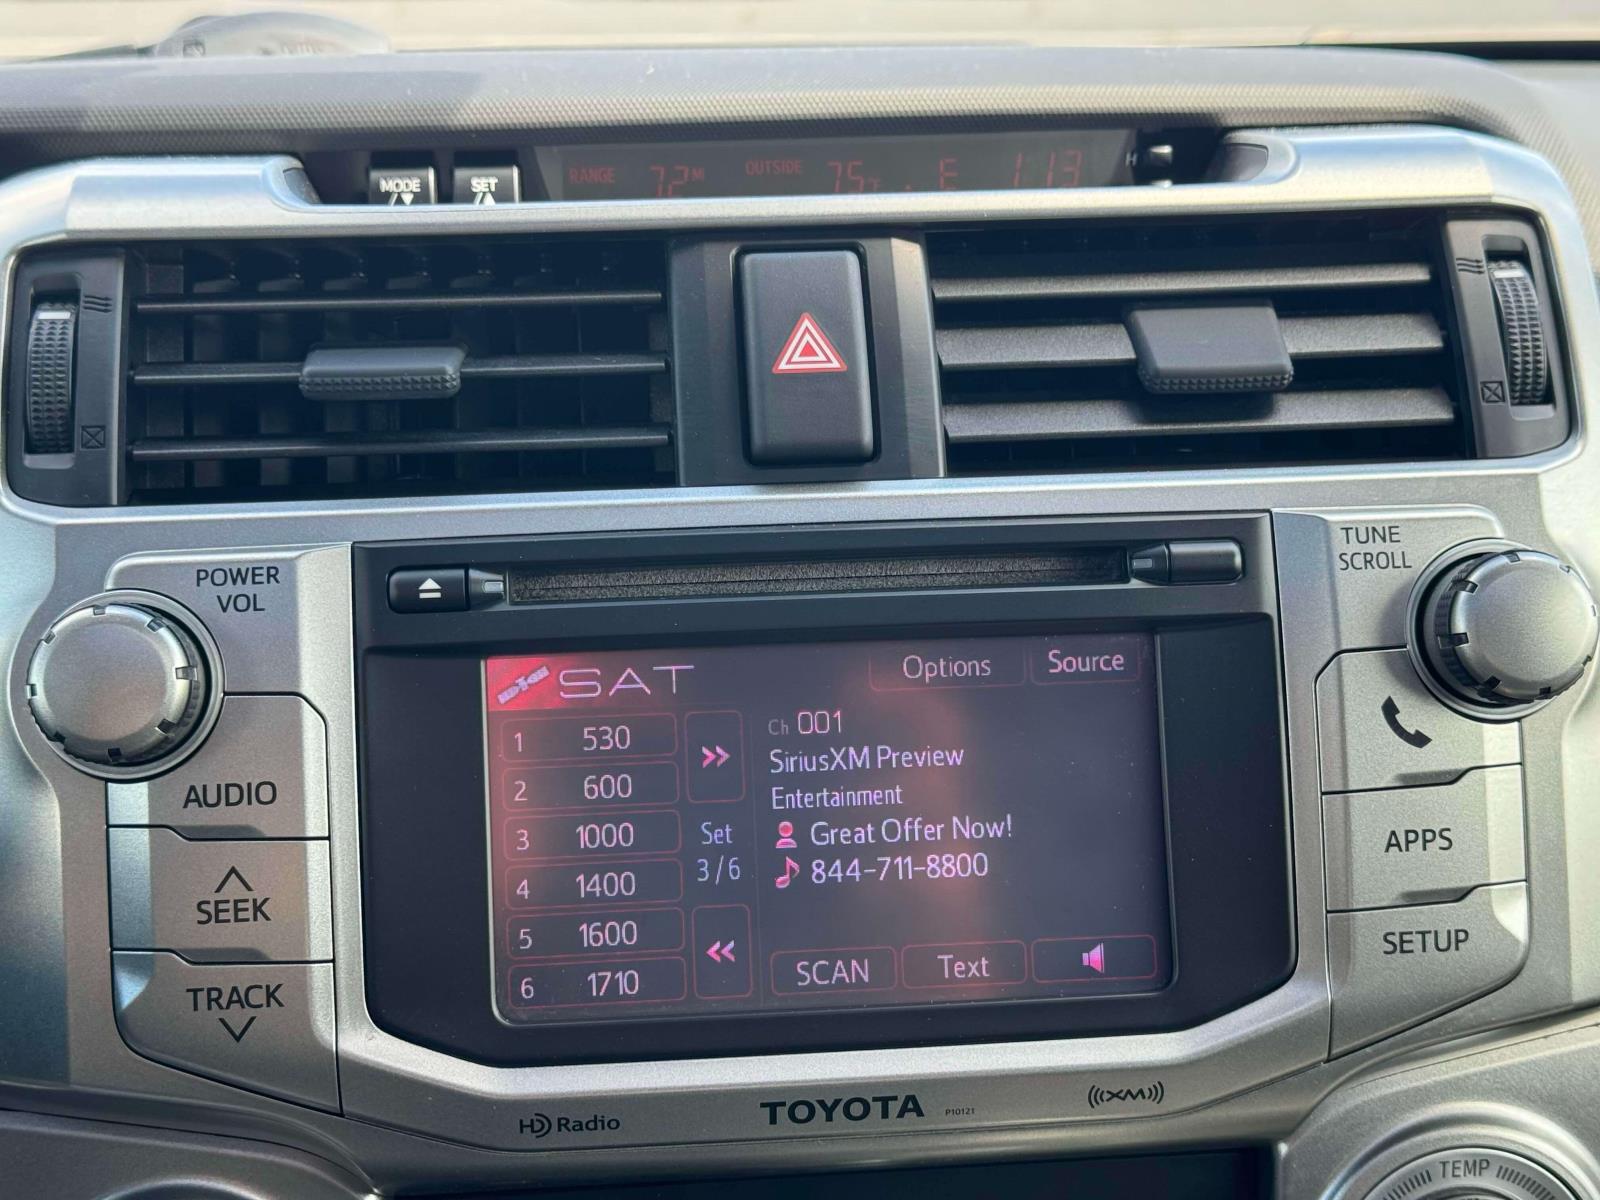 MODE
SET
RANGE 72 MI OUTSIDE 75 E 1:13
POWER
VOL
TUNE
SCROLL
SAT
Options
Source
1 530
2 600
3 1000
4 1400
5 1600
6 1710
Set
3/6
Ch 001
SiriusXM Preview
Entertainment
Great Offer Now!
844-711-8800
SCAN
Text
AUDIO
SEEK
TRACK
APPS
SETUP
HD Radio
TOYOTA
P10121
((XM))
TEMP